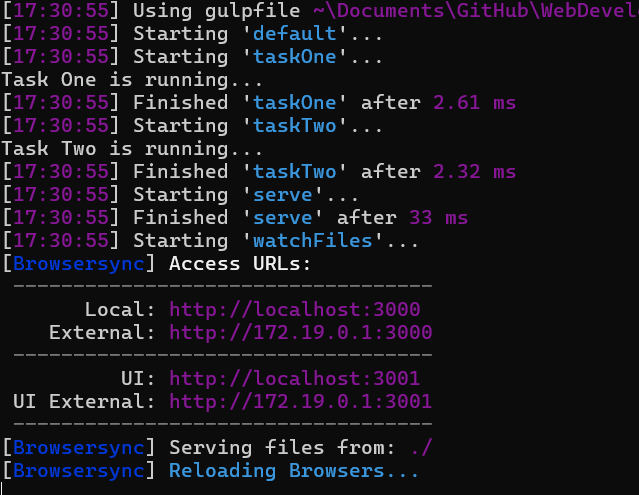 [17:30:55] Using gulpfile ~\Documents\GitHub\WebDevel
[17:30:55] Starting 'default'...
[17:30:55] Starting 'taskOne'...
Task One is running...
[17:30:55] Finished 'taskOne' after 2.61 ms
[17:30:55] Starting 'taskTwo'...
Task Two is running...
[17:30:55] Finished 'taskTwo' after 2.32 ms
[17:30:55] Starting 'serve'...
[17:30:55] Finished 'serve' after 33 ms
[17:30:55] Starting 'watchFiles'...
[Browsersync] Access URLs:
-----------------------------------
Local: http://localhost:3000
External: http://172.19.0.1:3000
-----------------------------------
UI: http://localhost:3001
UI External: http://172.19.0.1:3001
-----------------------------------
[Browsersync] Serving files from: ./
[Browsersync] Reloading Browsers...